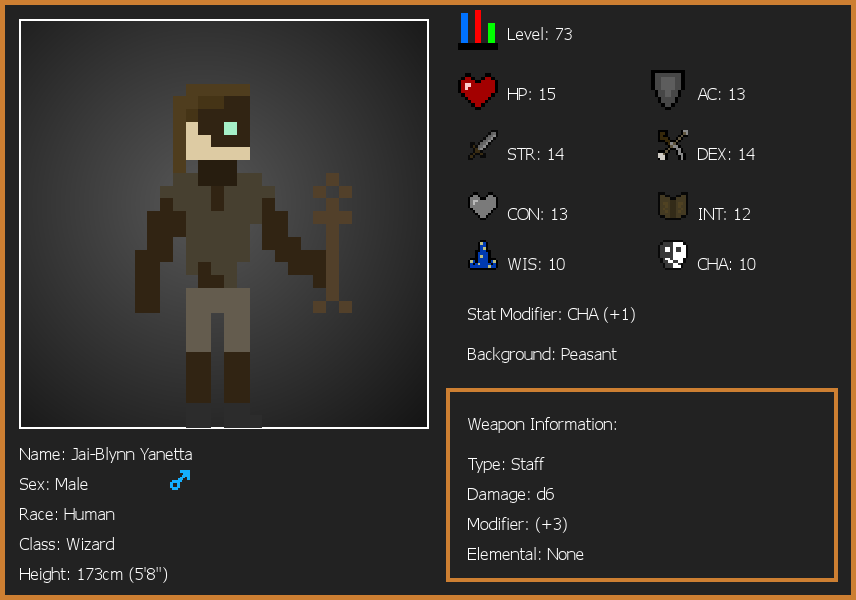 Level: 73
HP: 15
AC: 13
STR: 14
DEX: 14
CON: 13
INT: 12
WIS: 10
CHA: 10
Stat Modifier: CHA (+1)
Background: Peasant
Weapon Information:
Type: Staff
Damage: d6
Modifier: (+3)
Elemental: None
Name: Jai-Blynn Yanetta
Sex: Male
Race: Human
Class: Wizard
Height: 173cm (5'8")